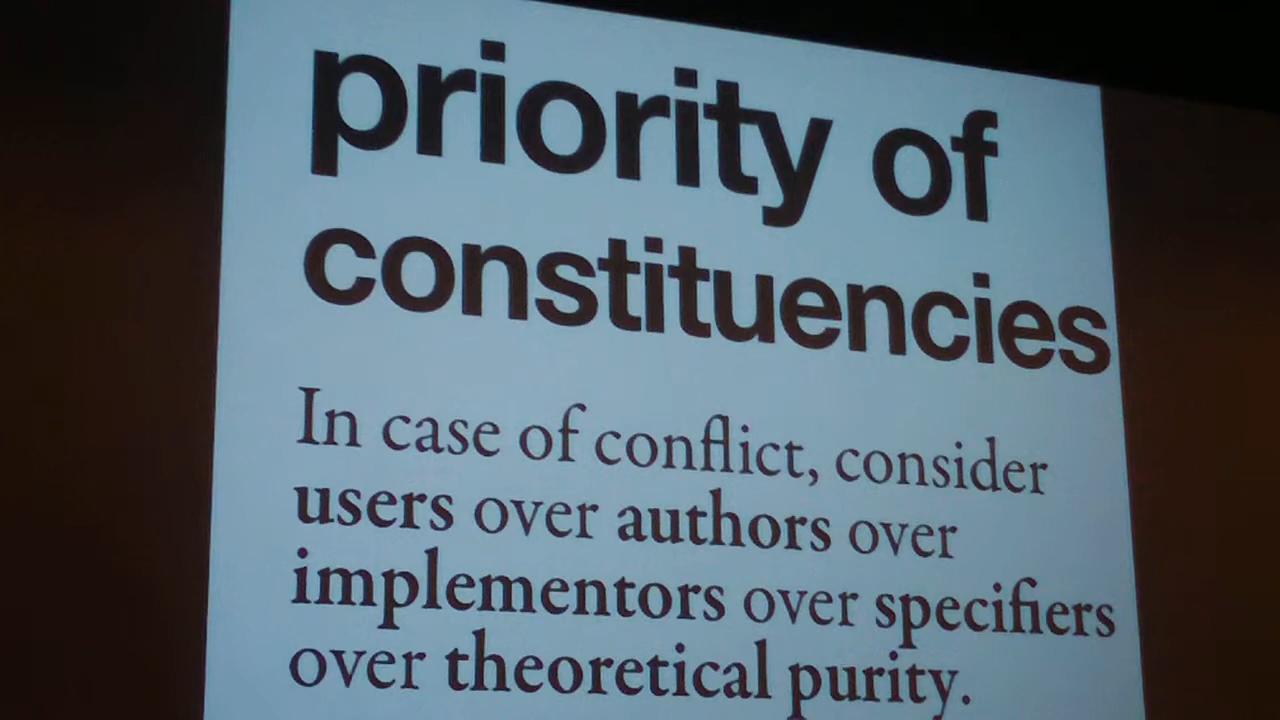 priority of
constituencies
In case of conflict, consider
users over authors over
implementors over specifiers
over theoretical purity.